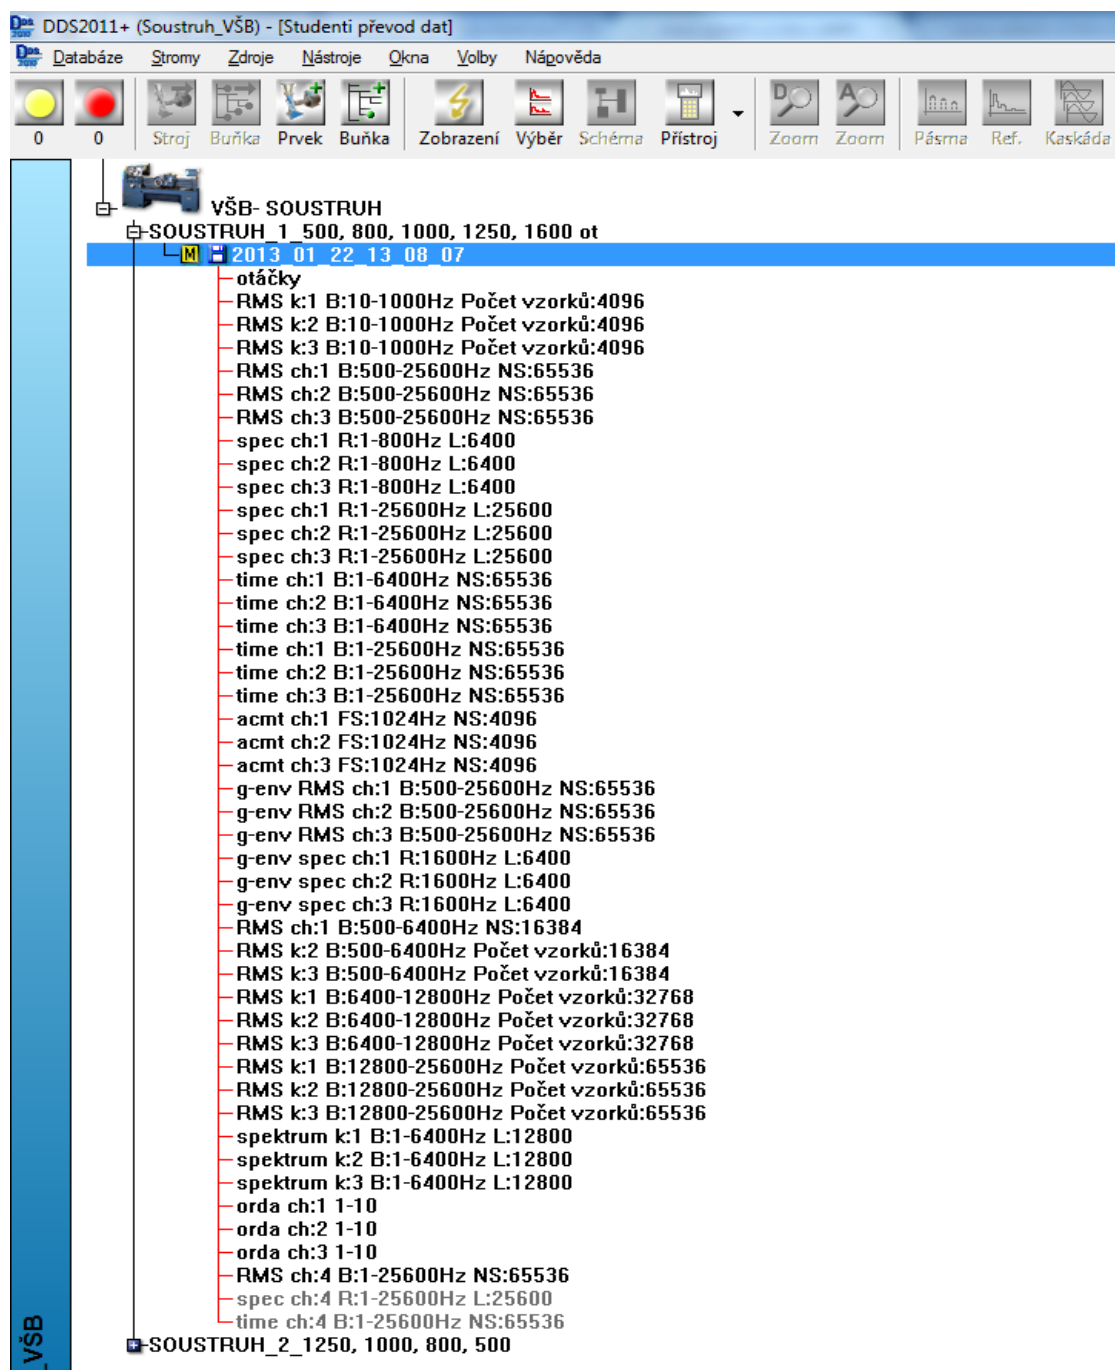 DDS2011+ (Soustruh_VŠB) - [Studenti převod dat]
Databáze Stromy Zdroje Nástroje Okna Volby Nápověda
0 0 Stroj Buňka Prvek Buňka Zobrazení Výběr Schéma Přístroj Zoom Zoom Pásma Ref. Kaskáda
VŠB- SOUSTRUH
SOUSTRUH_1_500, 800, 1000, 1250, 1600 ot
M 2013_01_22_13_08_07
otáčky
RMS k:1 B:10-1000Hz Počet vzorků:4096
RMS k:2 B:10-1000Hz Počet vzorků:4096
RMS k:3 B:10-1000Hz Počet vzorků:4096
RMS ch:1 B:500-25600Hz NS:65536
RMS ch:2 B:500-25600Hz NS:65536
RMS ch:3 B:500-25600Hz NS:65536
spec ch:1 R:1-800Hz L:6400
spec ch:2 R:1-800Hz L:6400
spec ch:3 R:1-800Hz L:6400
spec ch:1 R:1-25600Hz L:25600
spec ch:2 R:1-25600Hz L:25600
spec ch:3 R:1-25600Hz L:25600
time ch:1 B:1-6400Hz NS:65536
time ch:2 B:1-6400Hz NS:65536
time ch:3 B:1-6400Hz NS:65536
time ch:1 B:1-25600Hz NS:65536
time ch:2 B:1-25600Hz NS:65536
time ch:3 B:1-25600Hz NS:65536
acmt ch:1 FS:1024Hz NS:4096
acmt ch:2 FS:1024Hz NS:4096
acmt ch:3 FS:1024Hz NS:4096
g-env RMS ch:1 B:500-25600Hz NS:65536
g-env RMS ch:2 B:500-25600Hz NS:65536
g-env RMS ch:3 B:500-25600Hz NS:65536
g-env spec ch:1 R:1600Hz L:6400
g-env spec ch:2 R:1600Hz L:6400
g-env spec ch:3 R:1600Hz L:6400
RMS ch:1 B:500-6400Hz NS:16384
RMS k:2 B:500-6400Hz Počet vzorků:16384
RMS k:3 B:500-6400Hz Počet vzorků:16384
RMS k:1 B:6400-12800Hz Počet vzorků:32768
RMS k:2 B:6400-12800Hz Počet vzorků:32768
RMS k:3 B:6400-12800Hz Počet vzorků:32768
RMS k:1 B:12800-25600Hz Počet vzorků:65536
RMS k:2 B:12800-25600Hz Počet vzorků:65536
RMS k:3 B:12800-25600Hz Počet vzorků:65536
spektrum k:1 B:1-6400Hz L:12800
spektrum k:2 B:1-6400Hz L:12800
spektrum k:3 B:1-6400Hz L:12800
orda ch:1 1-10
orda ch:2 1-10
orda ch:3 1-10
RMS ch:4 B:1-25600Hz NS:65536
spec ch:4 R:1-25600Hz L:25600
time ch:4 B:1-25600Hz NS:65536
SOUSTRUH_2_1250, 1000, 800, 500
_VŠB